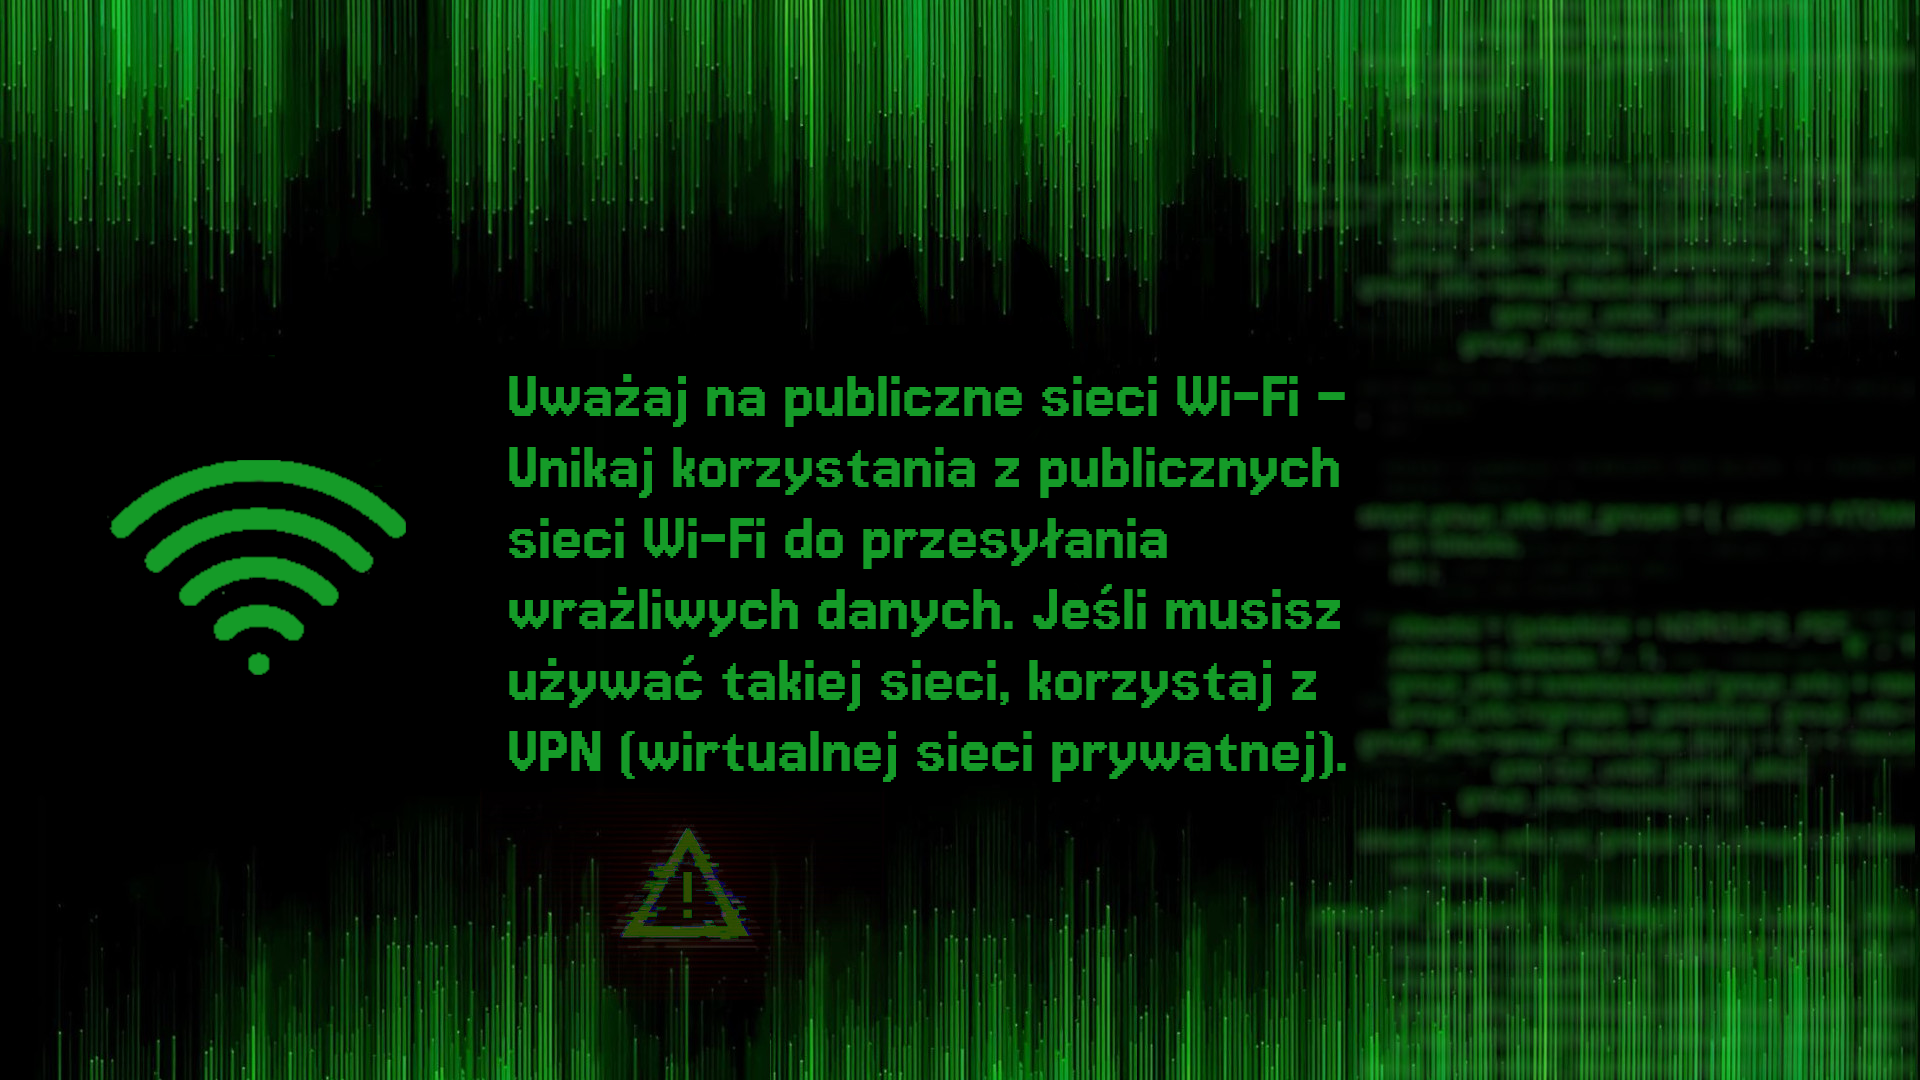 Uważaj na publiczne sieci Wi-Fi –
Unikaj korzystania z publicznych
sieci Wi-Fi do przesyłania
wrażliwych danych. Jeśli musisz
używać takiej sieci, korzystaj z
VPN (wirtualnej sieci prywatnej).